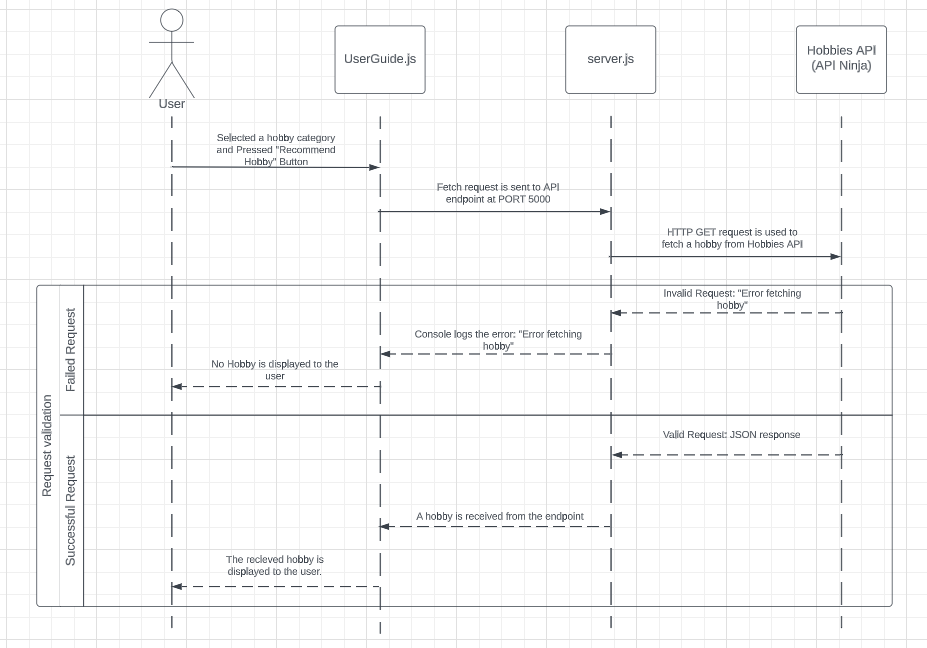 User
UserGuide.js
server.js
Hobbies API
(API Ninja)
Selected a hobby category
and Pressed "Recommend
Hobby" Button
Fetch request is sent to API
endpoint at PORT 5000
HTTP GET request is used to
fetch a hobby from Hobbies API
Request validation
Failed Request
Invalid Request: "Error fetching
hobby"
Console logs the error: "Error fetching
hobby"
No Hobby is displayed to the
user
Successful Request
Valid Request: JSON response
A hobby is received from the endpoint
The recieved hobby is
displayed to the user.